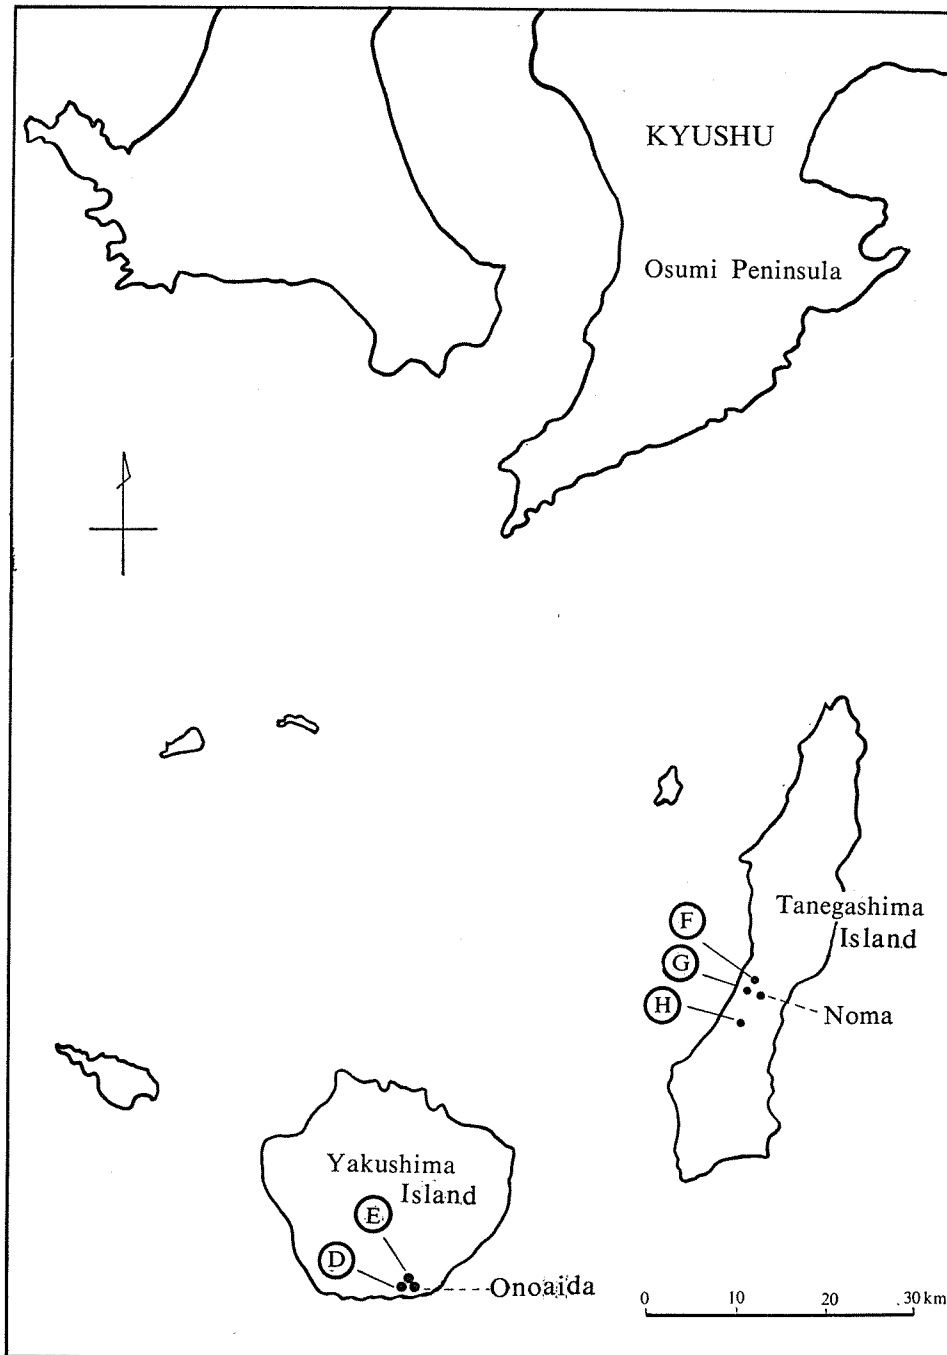 KYUSHU
Osumi Peninsula
Tanegashima
Island
F
G
H
Noma
Yakushima
Island
E
D
Onoaida
0 10 20 30 km